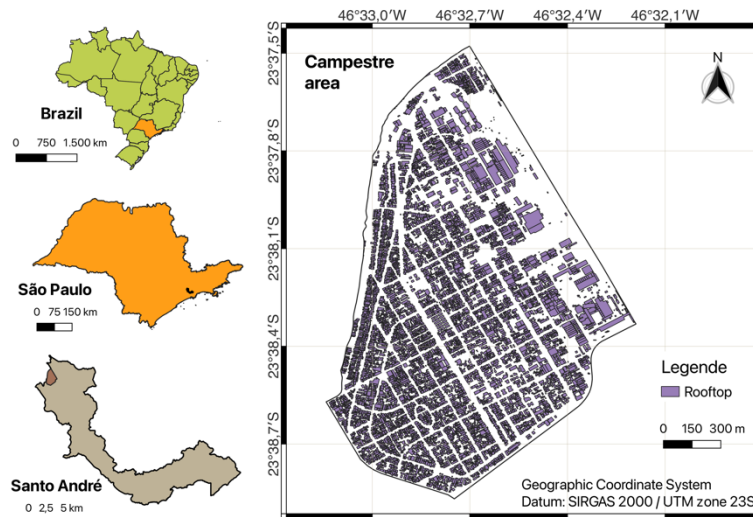 Brazil
0 750 1.500 km
São Paulo
0 75 150 km
Santo André
0 2,5 5 km
46°33,0′W 46°32,7′W 46°32,4′W 46°32,1′W
23°37,5′S
23°37,8′S
23°38,1′S
23°38,4′S
23°38,7′S
Campestre
area
N
Legende
Rooftop
0 150 300 m
Geographic Coordinate System
Datum: SIRGAS 2000 / UTM zone 23S